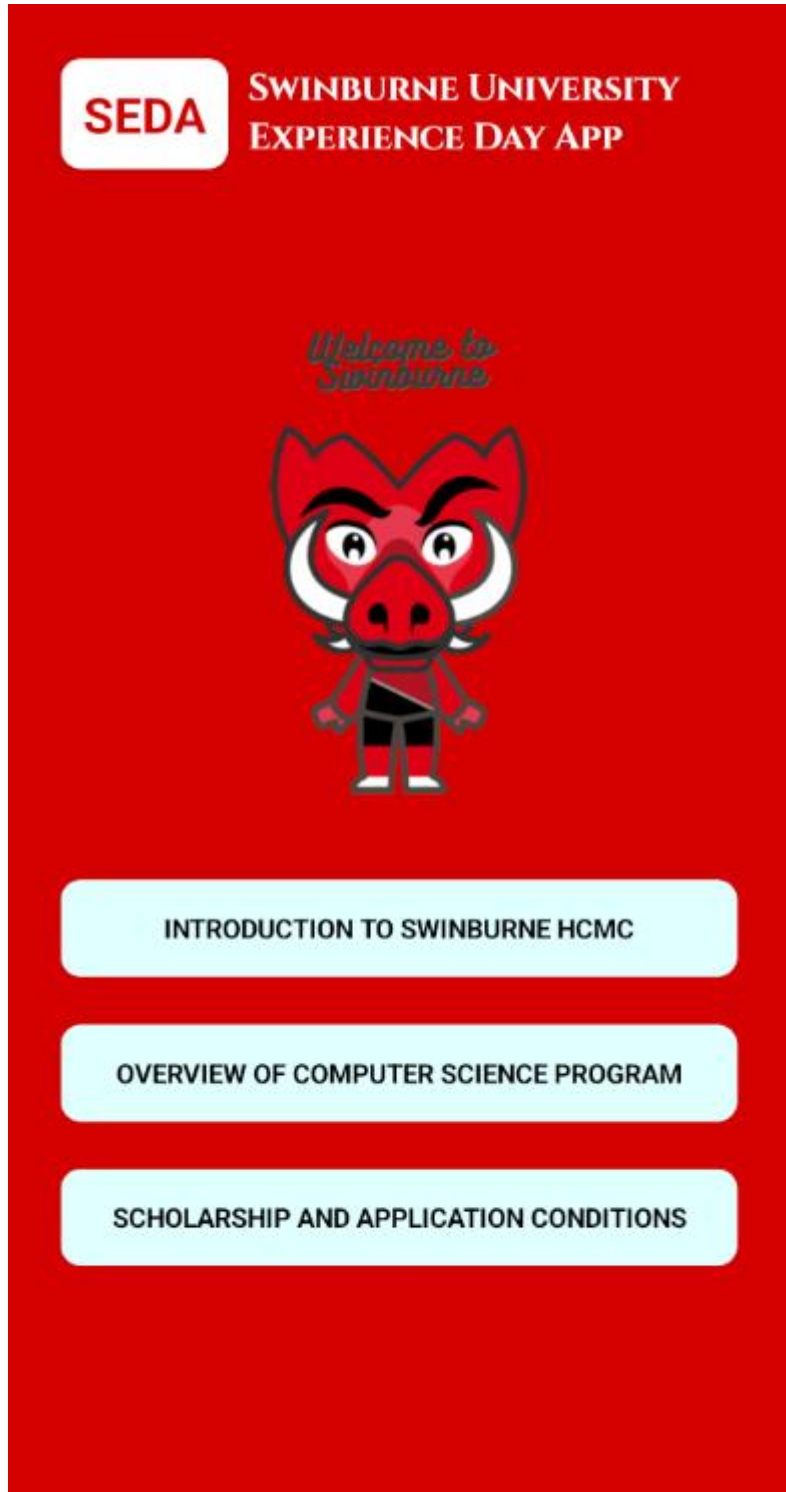 SEDA
SWINBURNE UNIVERSITY
EXPERIENCE DAY APP
Welcome to
Swinburne
INTRODUCTION TO SWINBURNE HCMC
OVERVIEW OF COMPUTER SCIENCE PROGRAM
SCHOLARSHIP AND APPLICATION CONDITIONS